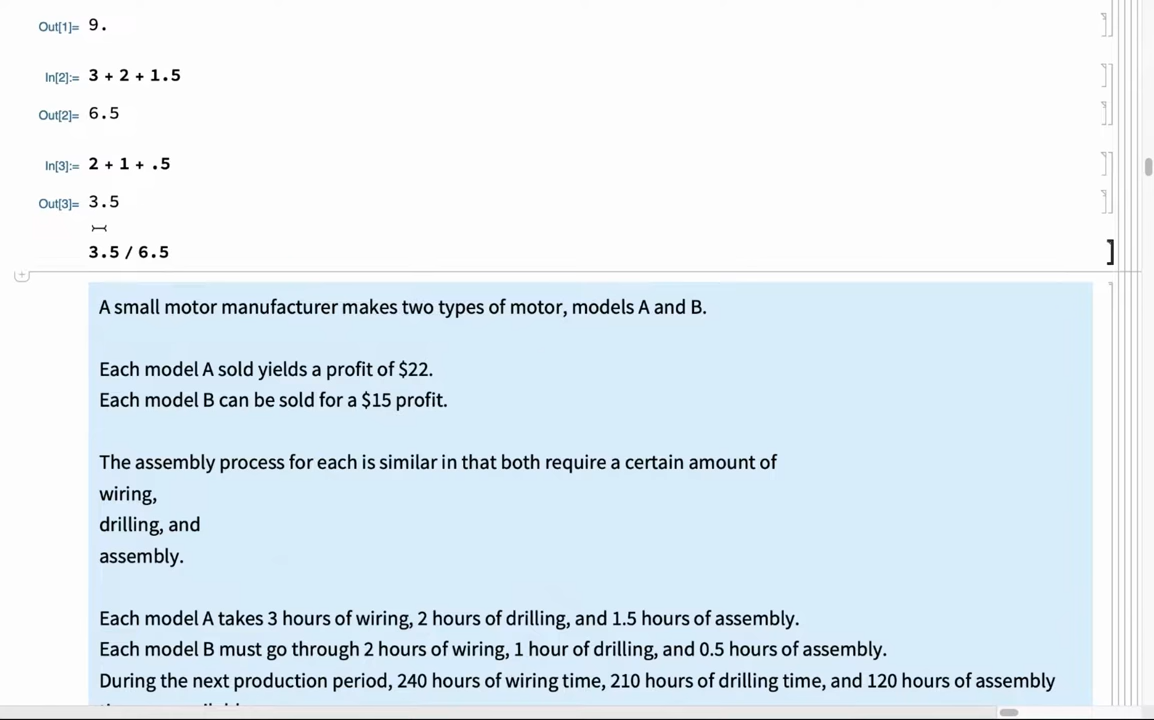 Out[1]= 9.
In[2]:= 3 + 2 + 1.5
Out[2]= 6.5
In[3]:= 2 + 1 + .5
Out[3]= 3.5
3.5 / 6.5
A small motor manufacturer makes two types of motor, models A and B.
Each model A sold yields a profit of $22.
Each model B can be sold for a $15 profit.
The assembly process for each is similar in that both require a certain amount of
wiring,
drilling, and
assembly.
Each model A takes 3 hours of wiring, 2 hours of drilling, and 1.5 hours of assembly.
Each model B must go through 2 hours of wiring, 1 hour of drilling, and 0.5 hours of assembly.
During the next production period, 240 hours of wiring time, 210 hours of drilling time, and 120 hours of assembly